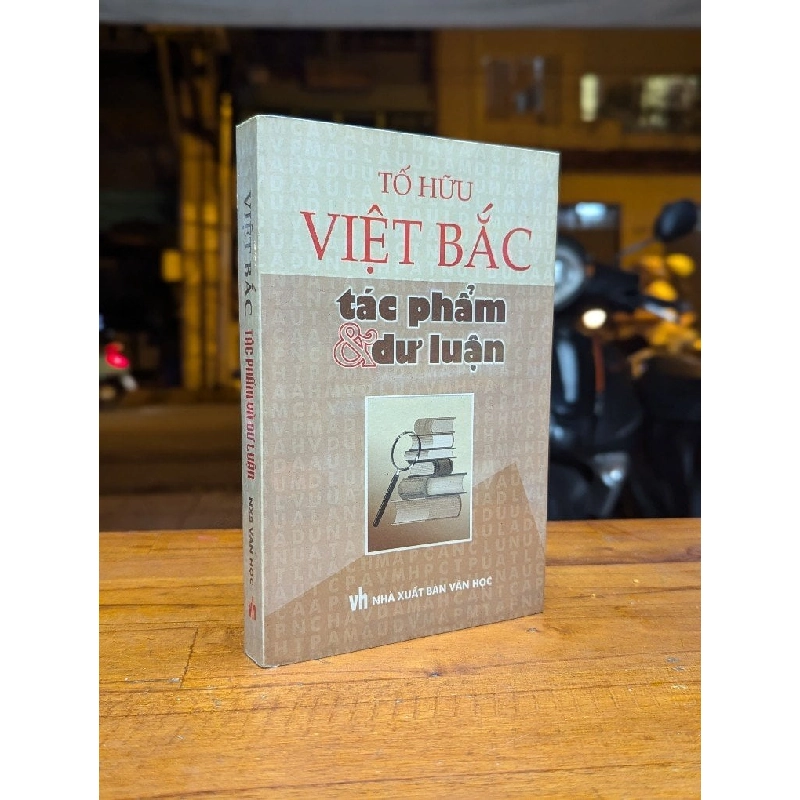 TỐ HỮU
VIỆT BẮC
tác phẩm
& dư luận
vh NHÀ XUẤT BẢN VĂN HỌC
VIỆT BẮC TÁC PHẨM VÀ DƯ LUẬN NXB VĂN HỌC vh